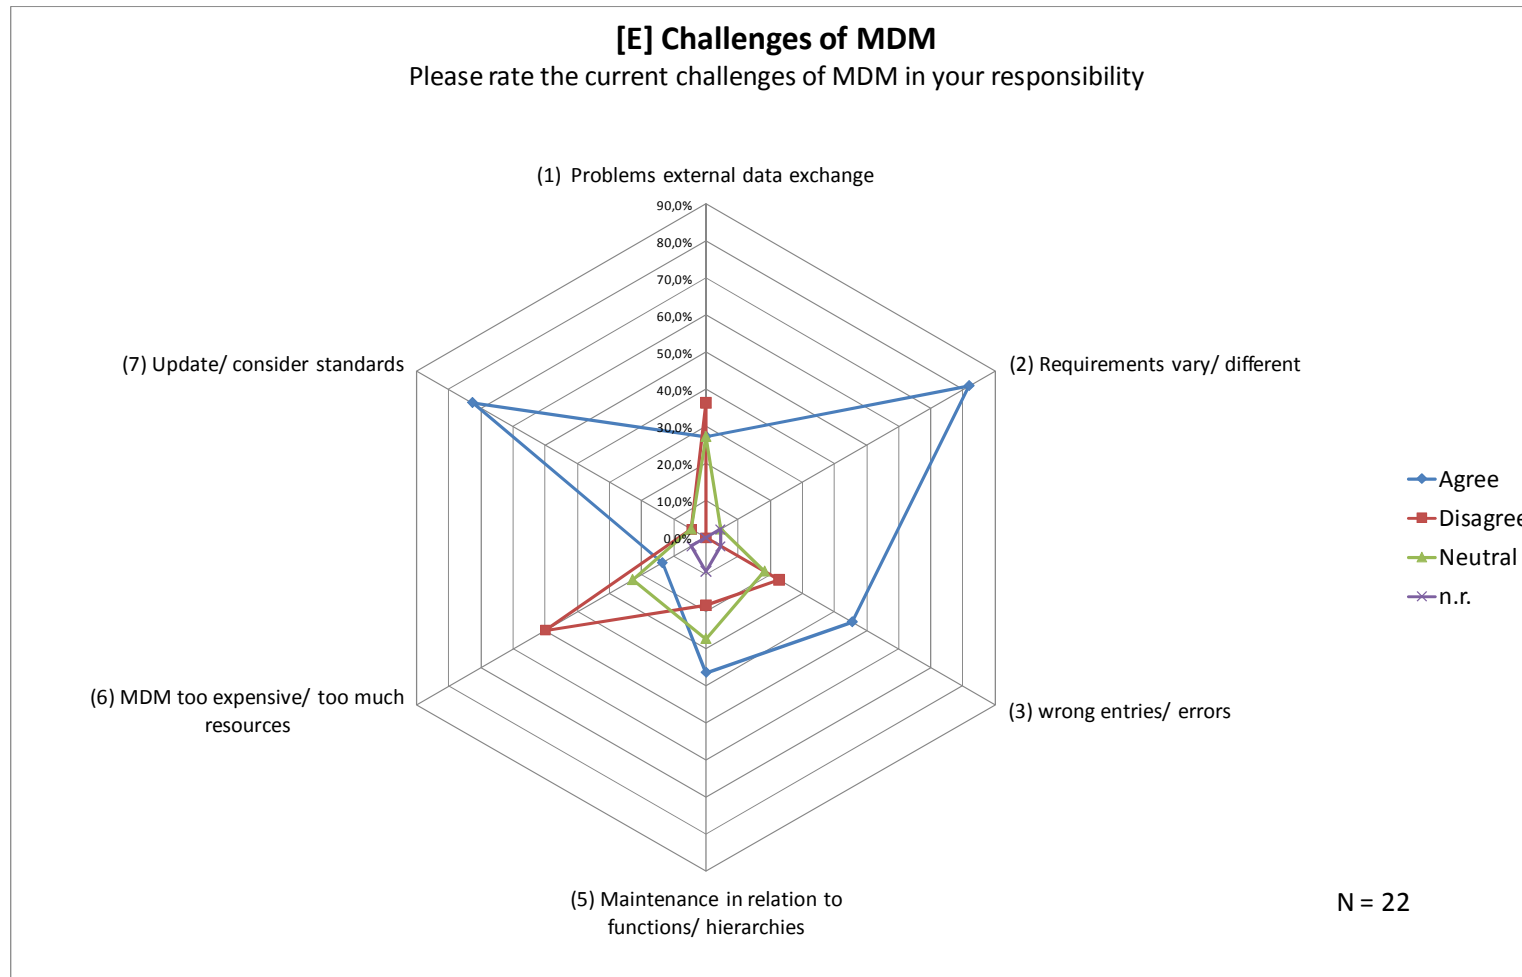 [E] Challenges of MDM
Please rate the current challenges of MDM in your responsibility
(1) Problems external data exchange
90,0%
80,0%
70,0%
60,0%
50,0%
40,0%
30,0%
20,0%
10,0%
0,0%
(7) Update/ consider standards
(2) Requirements vary/ different
(6) MDM too expensive/ too much
resources
(3) wrong entries/ errors
(5) Maintenance in relation to
functions/ hierarchies
Agree
Disagree
Neutral
n.r.
N = 22